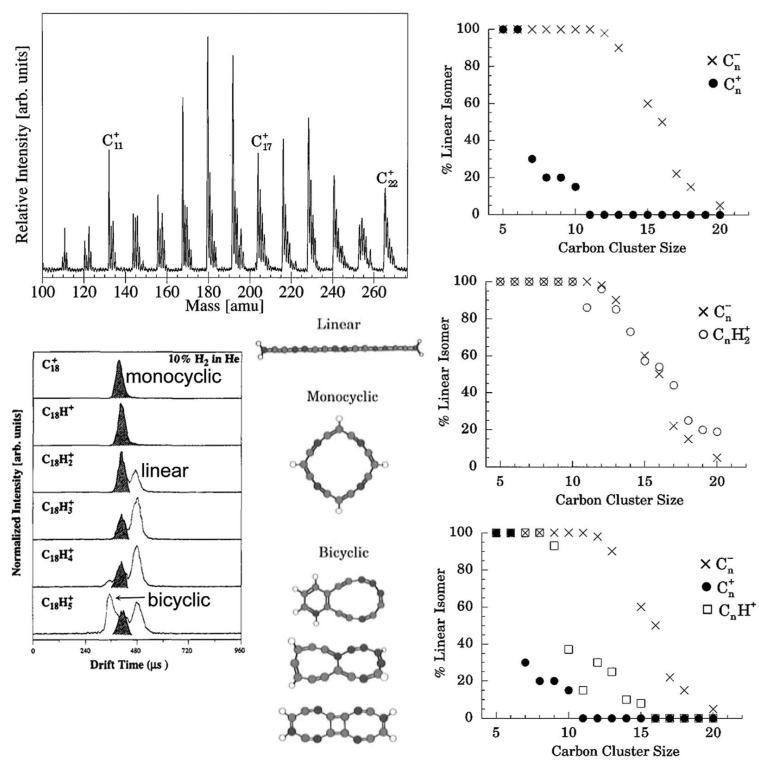 Relative Intensity [arb. units]
C₁₁⁺
C₁₇⁺
C₂₂⁺
100 120 140 160 180 200 220 240 260
Mass [amu]
% Linear Isomer
100
80
60
40
20
0
× Cₙ⁻
● Cₙ⁺
5 10 15 20
Carbon Cluster Size
% Linear Isomer
100
80
60
40
20
0
× Cₙ⁻
○ CₙH₂⁺
5 10 15 20
Carbon Cluster Size
Normalized Intensity [arb. units]
10% H₂ in He
C₁₈⁺
monocyclic
C₁₈H⁺
C₁₈H₂⁺
linear
C₁₈H₃⁺
C₁₈H₄⁺
C₁₈H₅⁺
bicyclic
0 240 480 720 960
Drift Time (µs)
Linear
Monocyclic
Bicyclic
% Linear Isomer
100
80
60
40
20
0
× Cₙ⁻
● Cₙ⁺
□ CₙH⁺
5 10 15 20
Carbon Cluster Size